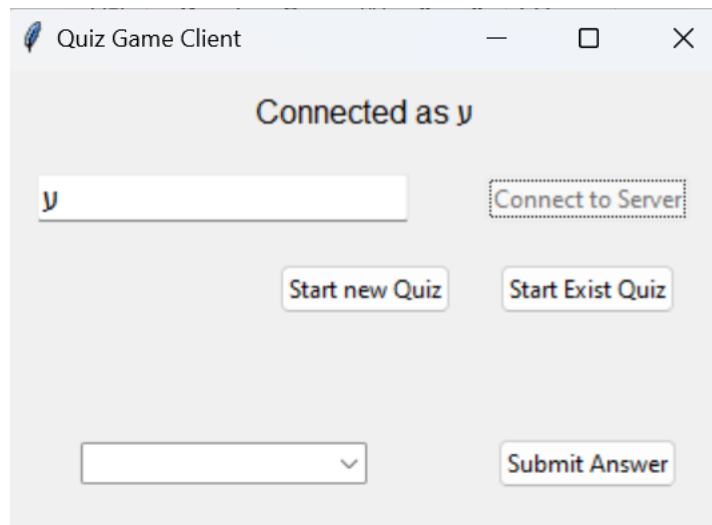 Quiz Game Client
Connected as ע
ע
Connect to Server
Start new Quiz
Start Exist Quiz
Submit Answer